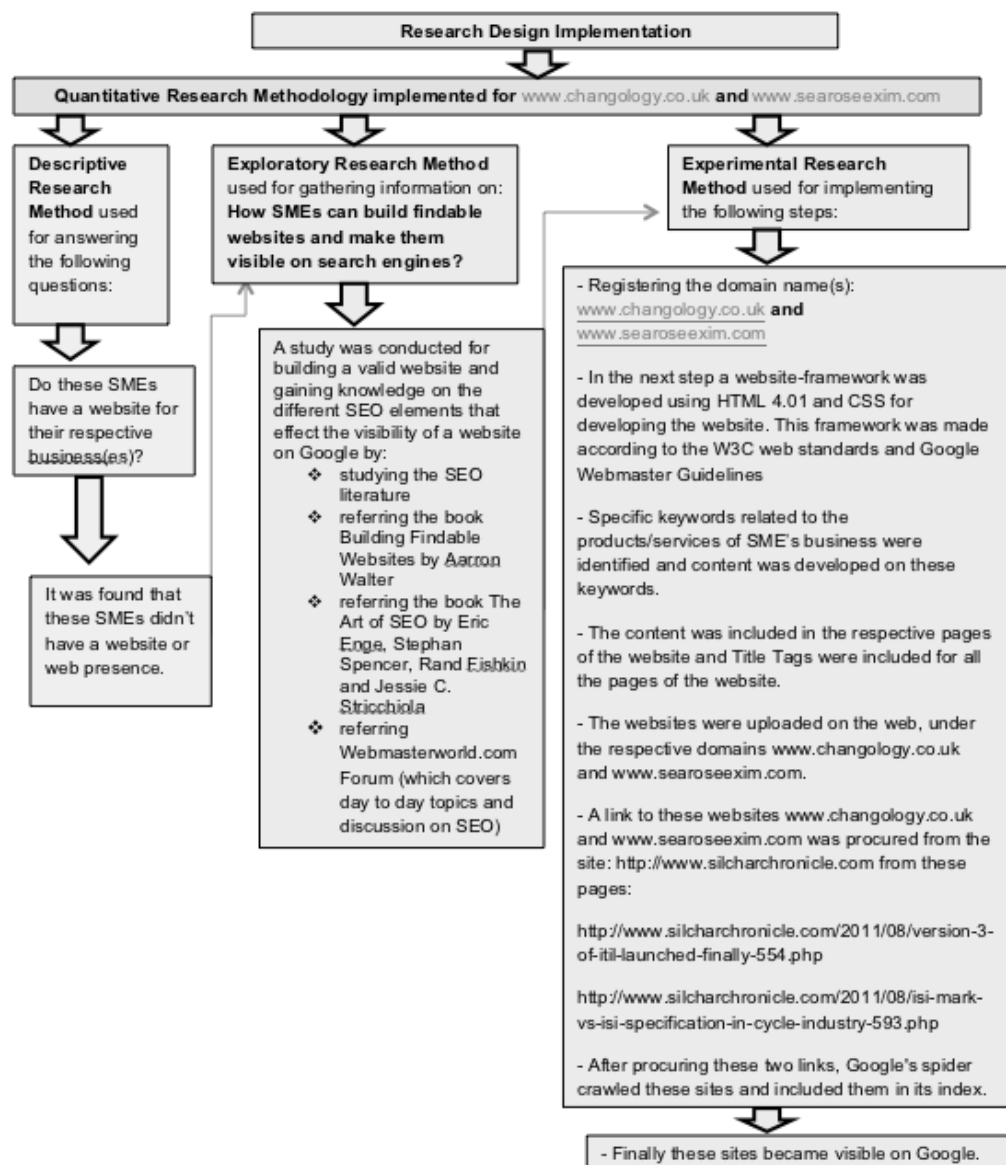 Research Design Implementation
Quantitative Research Methodology implemented for www.changology.co.uk and www.searoseexim.com
Descriptive
Research
Method used
for answering
the following
questions:
Do these SMEs
have a website for
their respective
business(es)?
It was found that
these SMEs didn't
have a website or
web presence.
Exploratory Research Method
used for gathering information on:
How SMEs can build findable
websites and make them
visible on search engines?
A study was conducted for
building a valid website and
gaining knowledge on the
different SEO elements that
effect the visibility of a website
on Google by:
❖ studying the SEO
literature
❖ referring the book
Building Findable
Websites by Aarron
Walter
❖ referring the book The
Art of SEO by Eric
Enge, Stephan
Spencer, Rand Fishkin
and Jessie C.
Stricchiola
❖ referring
Webmasterworld.com
Forum (which covers
day to day topics and
discussion on SEO)
Experimental Research
Method used for implementing
the following steps:
- Registering the domain name(s):
www.changology.co.uk and
www.searoseexim.com
- In the next step a website-framework was
developed using HTML 4.01 and CSS for
developing the website. This framework was made
according to the W3C web standards and Google
Webmaster Guidelines
- Specific keywords related to the
products/services of SME's business were
identified and content was developed on these
keywords.
- The content was included in the respective pages
of the website and Title Tags were included for all
the pages of the website.
- The websites were uploaded on the web, under
the respective domains www.changology.co.uk
and www.searoseexim.com.
- A link to these websites www.changology.co.uk
and www.searoseexim.com was procured from the
site: http://www.silcharchronicle.com from these
pages:
http://www.silcharchronicle.com/2011/08/version-3-
of-itil-launched-finally-554.php
http://www.silcharchronicle.com/2011/08/isi-mark-
vs-isi-specification-in-cycle-industry-593.php
- After procuring these two links, Google's spider
crawled these sites and included them in its index.
- Finally these sites became visible on Google.